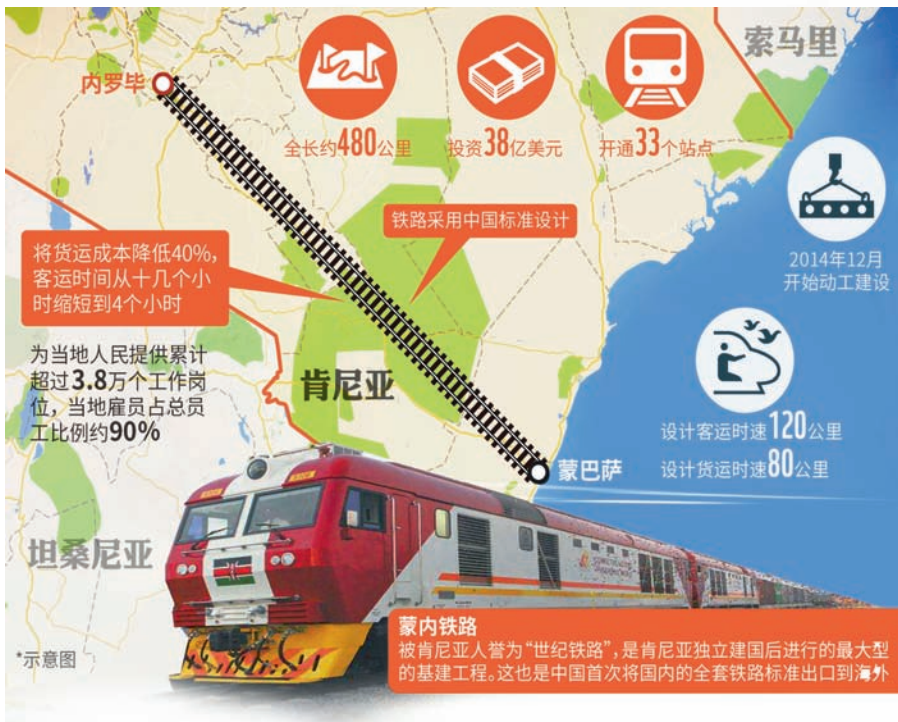 索马里
内罗毕
全长约480公里
投资38亿美元
开通33个站点
铁路采用中国标准设计
2014年12月
开始动工建设
将货运成本降低40%，
客运时间从十几个小
时缩短到4个小时
为当地人民提供累计
超过3.8万个工作岗
位，当地雇员占总员
工比例约90%
肯尼亚
设计客运时速120公里
设计货运时速80公里
蒙巴萨
坦桑尼亚
*示意图
蒙内铁路
被肯尼亚人誉为“世纪铁路”，是肯尼亚独立建国后进行的最大型
的基建工程。这也是中国首次将国内的全套铁路标准出口到海外